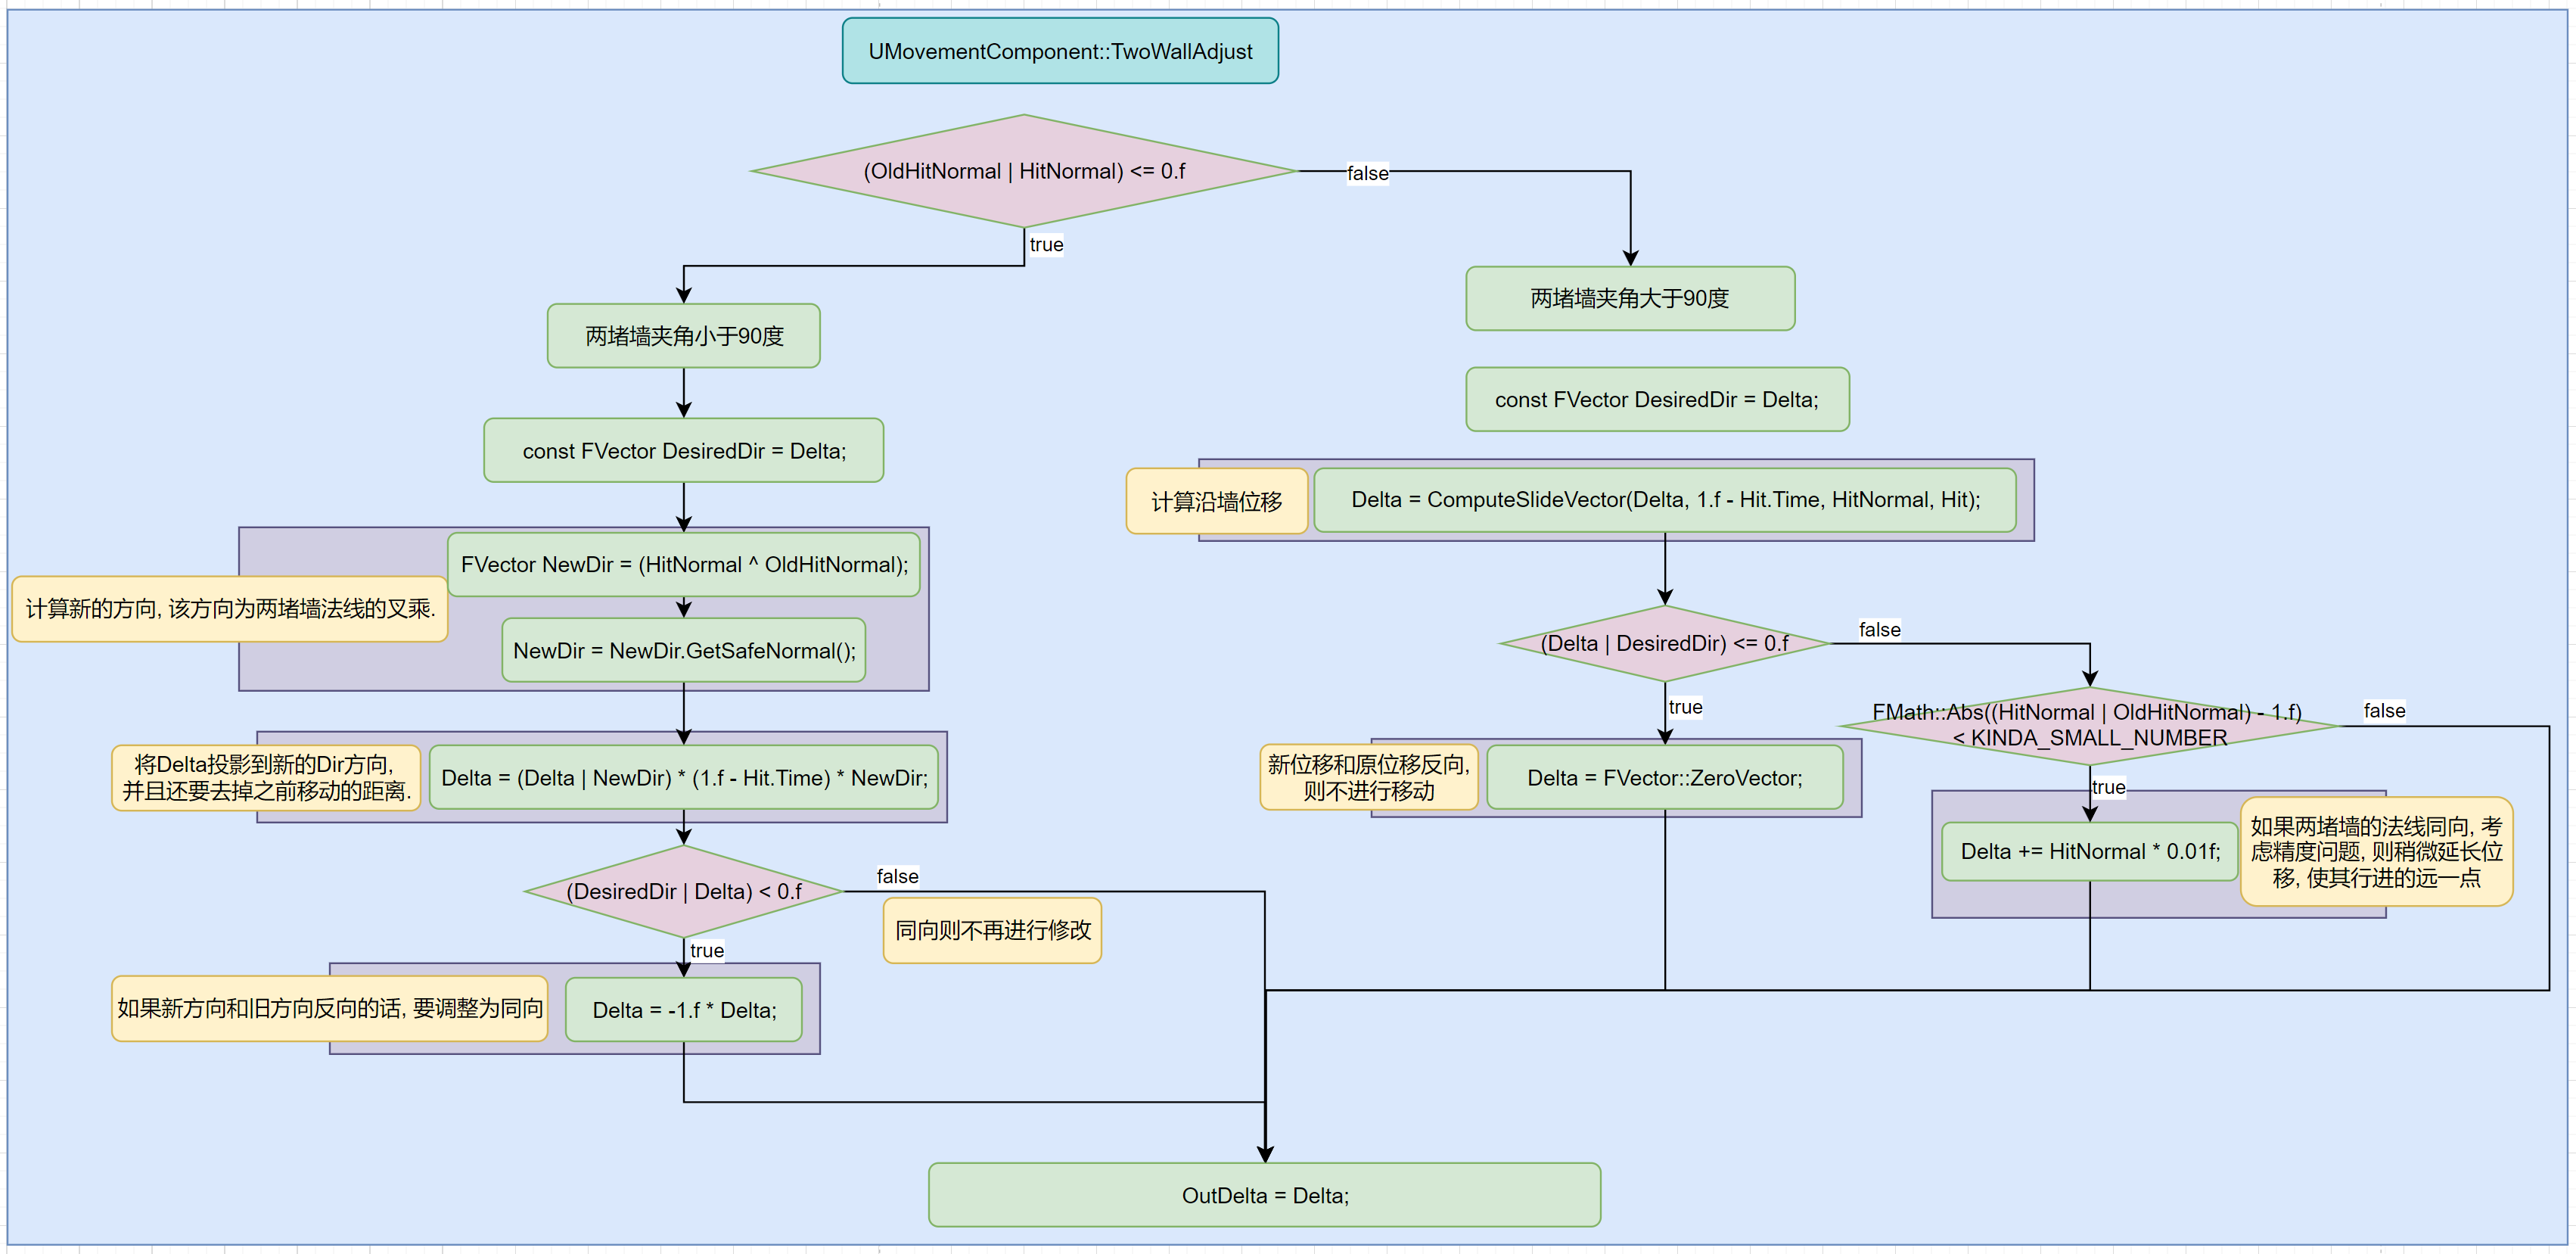 UMovementComponent::TwoWallAdjust
(OldHitNormal | HitNormal) <= 0.f
false
true
两堵墙夹角小于90度
const FVector DesiredDir = Delta;
FVector NewDir = (HitNormal ^ OldHitNormal);
计算新的方向, 该方向为两堵墙法线的叉乘.
NewDir = NewDir.GetSafeNormal();
将Delta投影到新的Dir方向,
并且还要去掉之前移动的距离.
Delta = (Delta | NewDir) * (1.f - Hit.Time) * NewDir;
(DesiredDir | Delta) < 0.f
false
同向则不再进行修改
true
如果新方向和旧方向反向的话, 要调整为同向
Delta = -1.f * Delta;
两堵墙夹角大于90度
const FVector DesiredDir = Delta;
计算沿墙位移
Delta = ComputeSlideVector(Delta, 1.f - Hit.Time, HitNormal, Hit);
(Delta | DesiredDir) <= 0.f
false
true
新位移和原位移反向,
则不进行移动
Delta = FVector::ZeroVector;
FMath::Abs((HitNormal | OldHitNormal) - 1.f)
< KINDA_SMALL_NUMBER
false
true
Delta += HitNormal * 0.01f;
如果两堵墙的法线同向, 考
虑精度问题, 则稍微延长位
移, 使其行进的远一点
OutDelta = Delta;